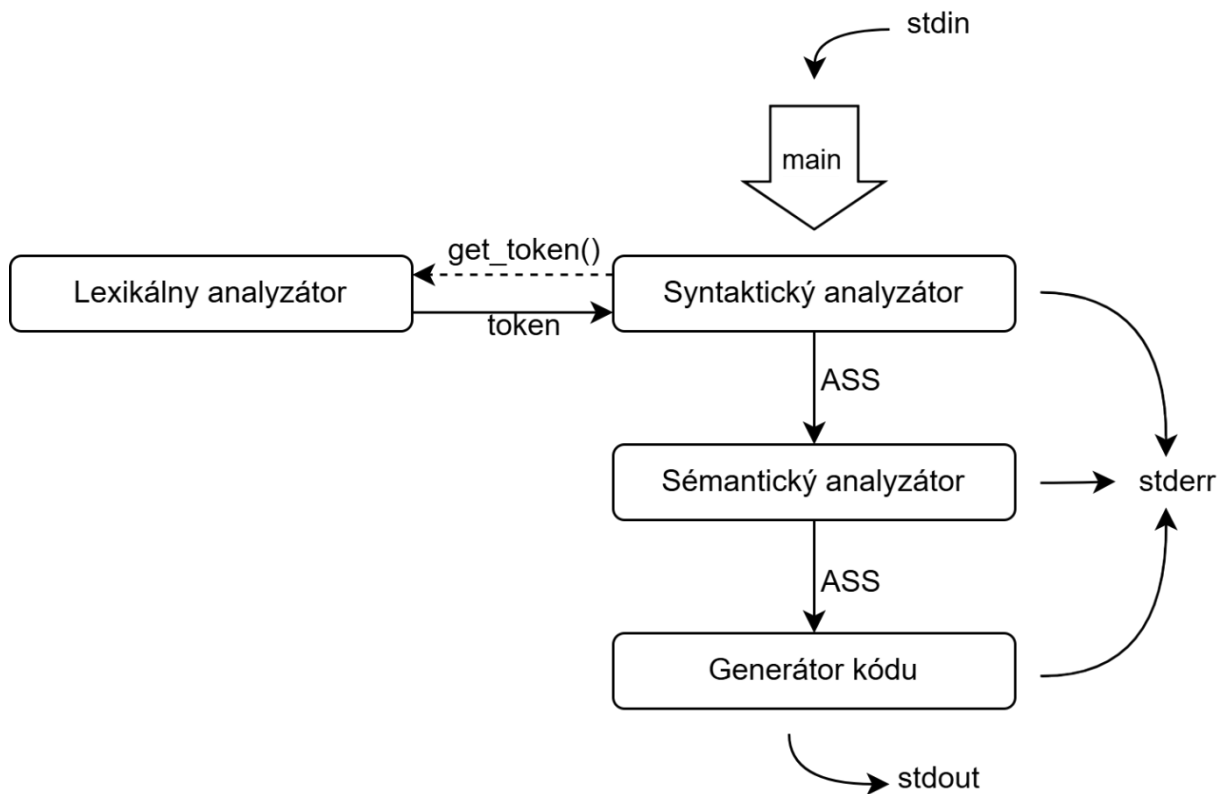 stdin
main
get_token()
Lexikálny analyzátor
Syntaktický analyzátor
token
ASS
Sémantický analyzátor
stderr
ASS
Generátor kódu
stdout